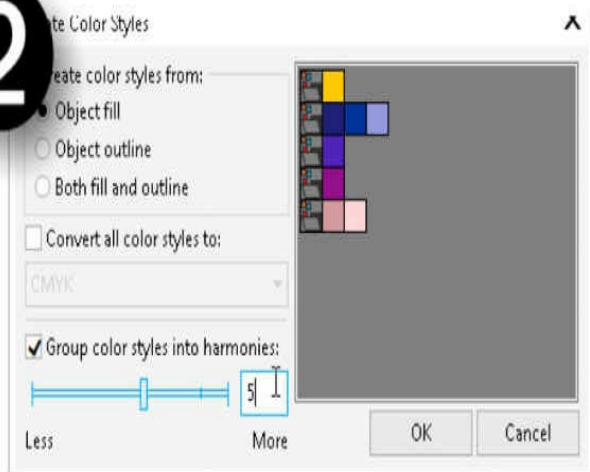 2
te Color Styles
reate color styles from:
Object fill
Object outline
Both fill and outline
Convert all color styles to:
CMYK
Group color styles into harmonies:
5
Less
More
OK
Cancel